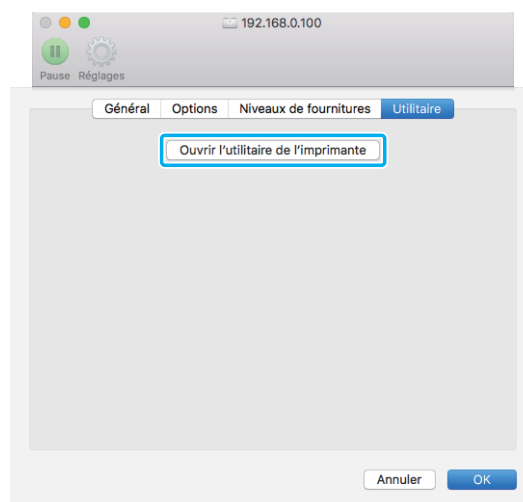 192.168.0.100
Pause Réglages
Général Options Niveaux de fournitures Utilitaire
Ouvrir l'utilitaire de l'imprimante
Annuler OK